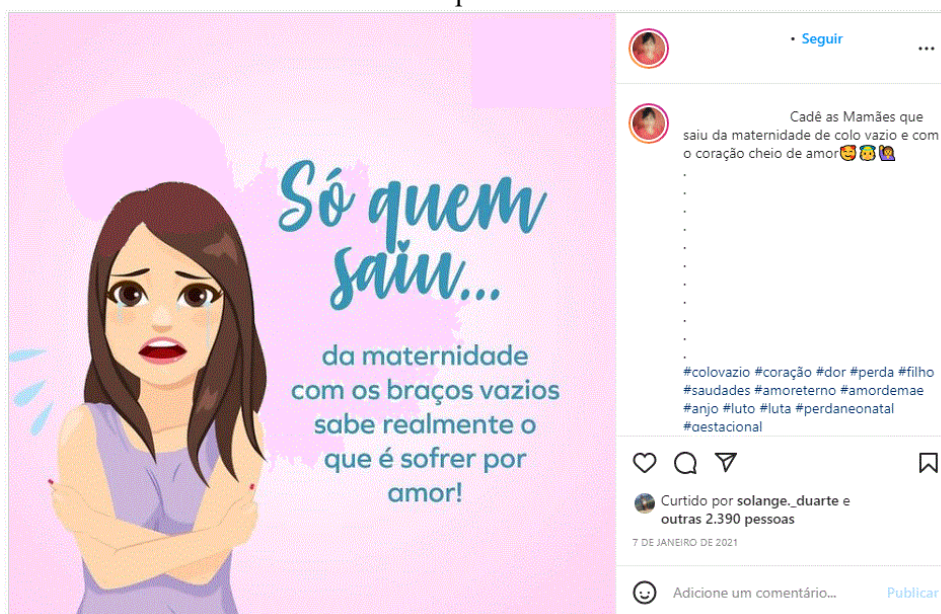 Só quem
saiu...
da maternidade
com os braços vazios
sabe realmente o
que é sofrer por
amor!
• Seguir
Cadê as Mamães que
saiu da maternidade de colo vazio e com
o coração cheio de amor🥰😇🙋‍♀️
.
.
.
.
.
.
.
.
.
.
.
#colovazio #coração #dor #perda #filho
#saudades #amoreterno #amordemae
#anjo #luto #luta #perdaneonatal
#gestacional
Curtido por solange._duarte e
outras 2.390 pessoas
7 DE JANEIRO DE 2021
Adicione um comentário... Publicar